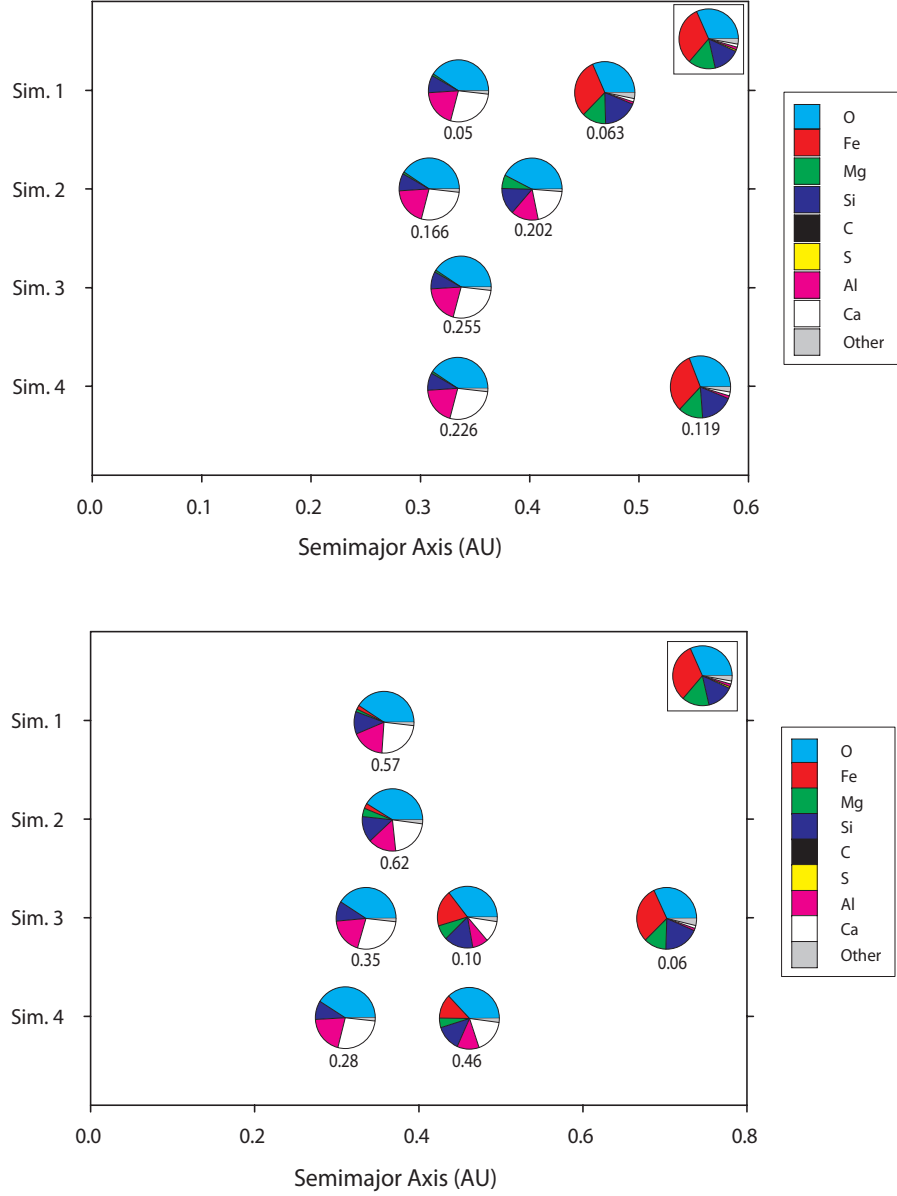 Sim. 1
0.05
0.063
Sim. 2
0.166
0.202
Sim. 3
0.255
Sim. 4
0.226
0.119
0.0 0.1 0.2 0.3 0.4 0.5 0.6
Semimajor Axis (AU)
O
Fe
Mg
Si
C
S
Al
Ca
Other
Sim. 1
0.57
Sim. 2
0.62
Sim. 3
0.35
0.10
0.06
Sim. 4
0.28
0.46
0.0 0.2 0.4 0.6 0.8
Semimajor Axis (AU)
O
Fe
Mg
Si
C
S
Al
Ca
Other